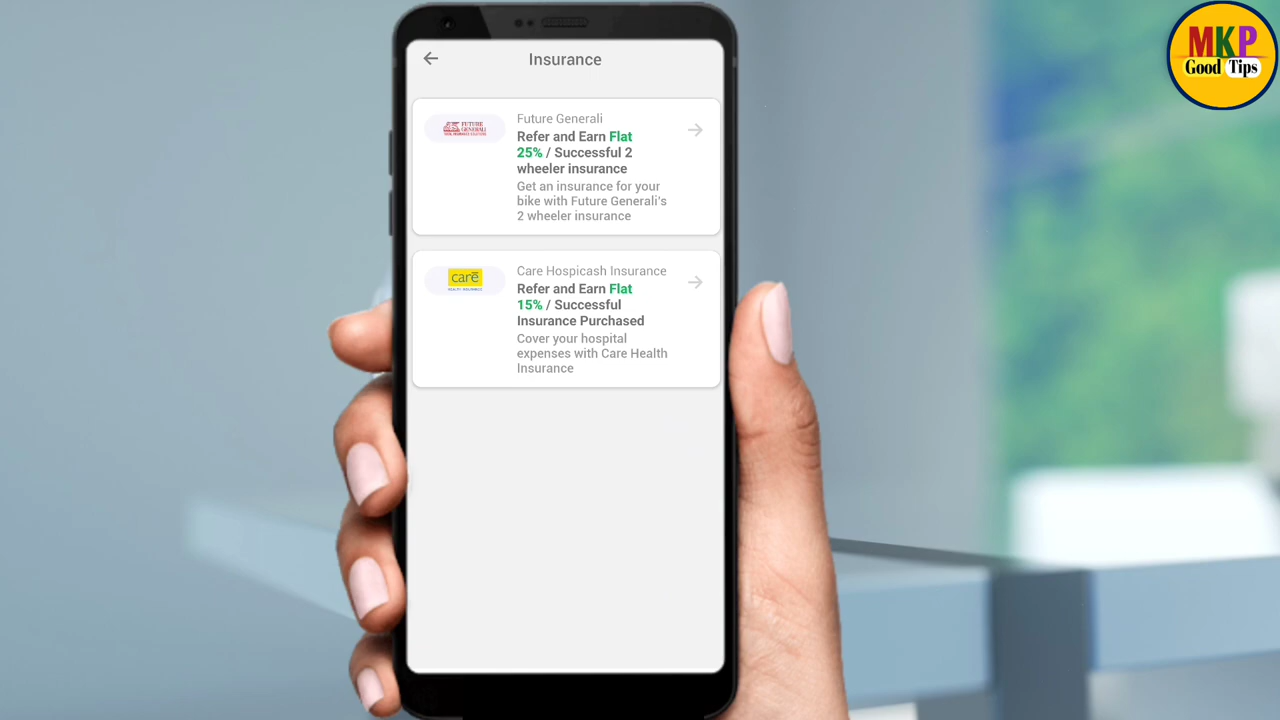 MKP
Good Tips
Insurance
FUTURE
GENERALI
Future Generali
Refer and Earn Flat
25% / Successful 2
wheeler insurance
Get an insurance for your
bike with Future Generali's
2 wheeler insurance
care
Care Hospicash Insurance
Refer and Earn Flat
15% / Successful
Insurance Purchased
Cover your hospital
expenses with Care Health
Insurance